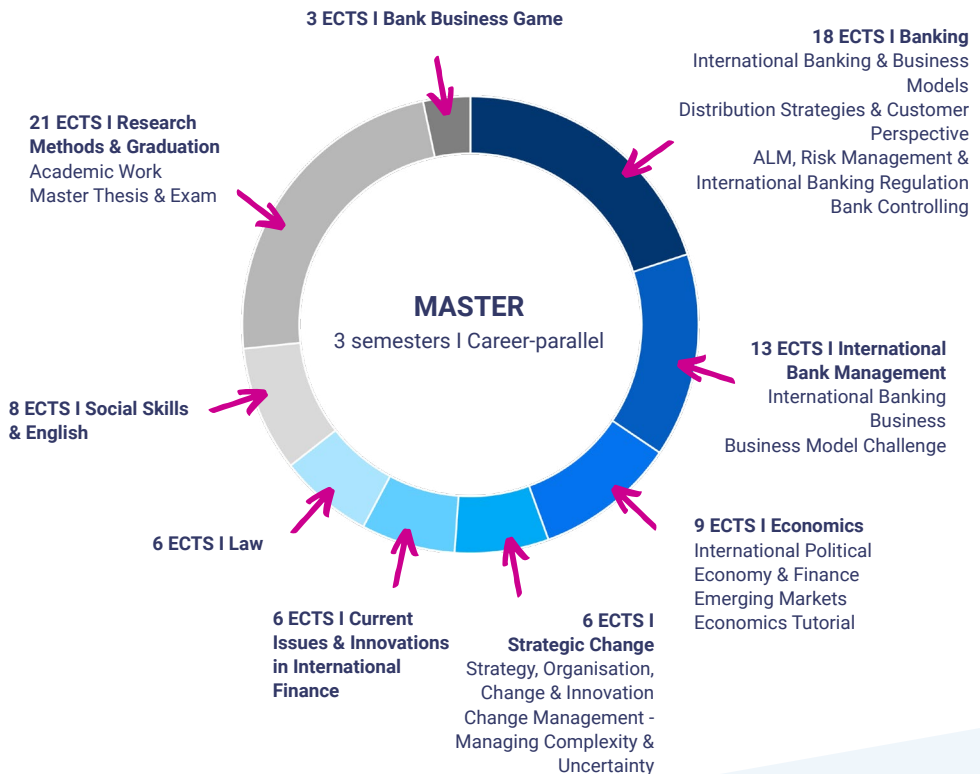 3 ECTS I Bank Business Game
18 ECTS I Banking
International Banking & Business
Models
Distribution Strategies & Customer
Perspective
ALM, Risk Management &
International Banking Regulation
Bank Controlling
21 ECTS I Research
Methods & Graduation
Academic Work
Master Thesis & Exam
MASTER
3 semesters I Career-parallel
13 ECTS I International
Bank Management
International Banking
Business
Business Model Challenge
8 ECTS I Social Skills
& English
9 ECTS I Economics
International Political
Economy & Finance
Emerging Markets
Economics Tutorial
6 ECTS I Law
6 ECTS I Current
Issues & Innovations
in International
Finance
6 ECTS I
Strategic Change
Strategy, Organisation,
Change & Innovation
Change Management -
Managing Complexity &
Uncertainty